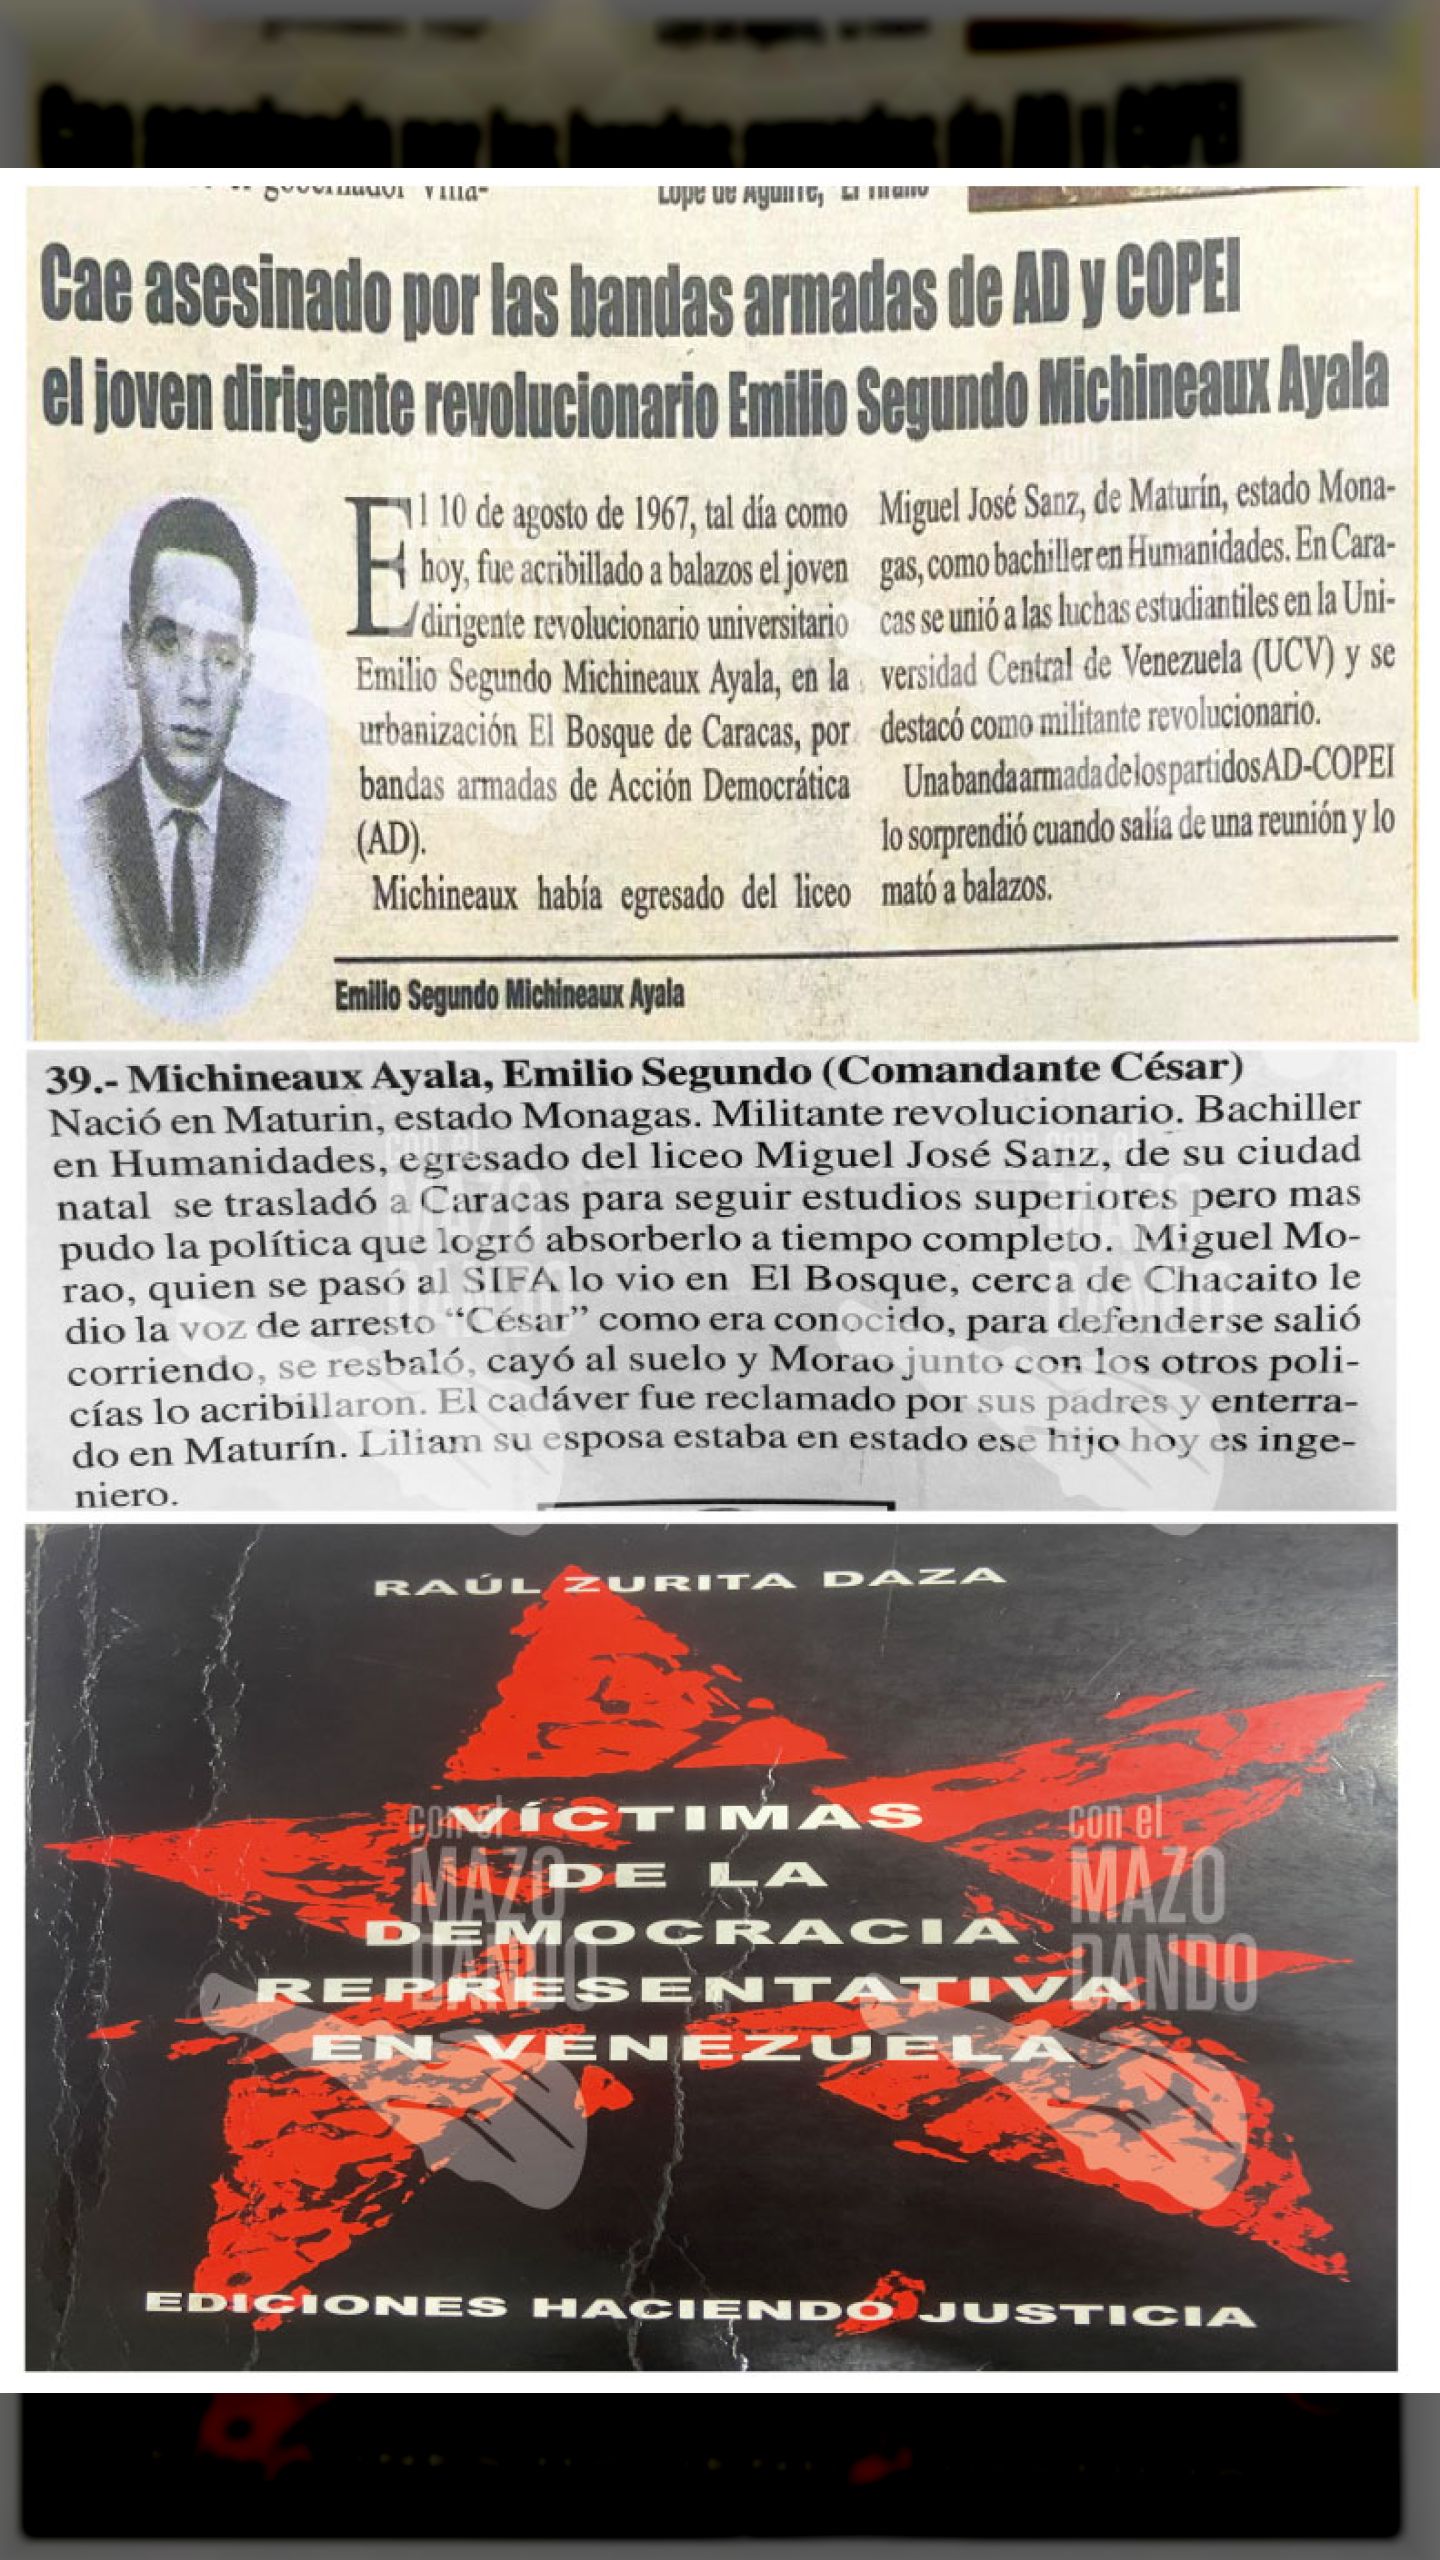 Cae asesinado por las bandas armadas de AD y COPEI
el joven dirigente revolucionario Emilio Segundo Michineaux Ayala
El 10 de agosto de 1967, tal día como
hoy, fue acribillado a balazos el joven
dirigente revolucionario universitario
Emilio Segundo Michineaux Ayala, en la
urbanización El Bosque de Caracas, por
bandas armadas de Acción Democrática
(AD).
Michineaux había egresado del liceo
Miguel José Sanz, de Maturín, estado Mona-
gas, como bachiller en Humanidades. En Cara-
cas se unió a las luchas estudiantiles en la Uni-
versidad Central de Venezuela (UCV) y se
destacó como militante revolucionario.
Una banda armada de los partidos AD-COPEI
lo sorprendió cuando salía de una reunión y lo
mató a balazos.
Emilio Segundo Michineaux Ayala
39.- Michineaux Ayala, Emilio Segundo (Comandante César)
Nació en Maturin, estado Monagas. Militante revolucionario. Bachiller
en Humanidades, egresado del liceo Miguel José Sanz, de su ciudad
natal se trasladó a Caracas para seguir estudios superiores pero mas
pudo la política que logró absorberlo a tiempo completo. Miguel Mo-
rao, quien se pasó al SIFA lo vio en El Bosque, cerca de Chacaito le
dio la voz de arresto “César” como era conocido, para defenderse salió
corriendo, se resbaló, cayó al suelo y Morao junto con los otros poli-
cías lo acribillaron. El cadáver fue reclamado por sus padres y enterra-
do en Maturín. Liliam su esposa estaba en estado ese hijo hoy es inge-
niero.
RAÚL ZURITA DAZA
VÍCTIMAS
DE LA
DEMOCRACIA
REPRESENTATIVA
EN VENEZUELA
EDICIONES HACIENDO JUSTICIA
con el
MAZO
DANDO
con el
MAZO
DANDO